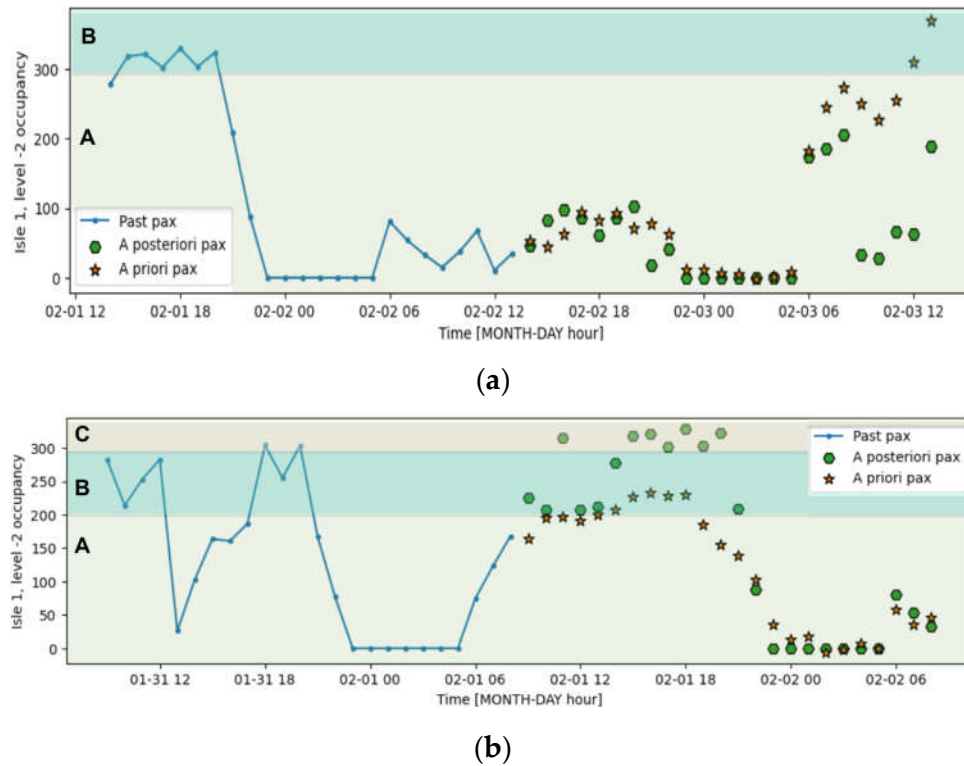 B
300
200
A
100
0
Isle 1, level -2 occupancy
Past pax
A posteriori pax
A priori pax
02-01 12 02-01 18 02-02 00 02-02 06 02-02 12 02-02 18 02-03 00 02-03 06 02-03 12
Time [MONTH-DAY hour]
(a)
C
300
250
B
200
150
A
100
50
0
Isle 1, level -2 occupancy
Past pax
A posteriori pax
A priori pax
01-31 12 01-31 18 02-01 00 02-01 06 02-01 12 02-01 18 02-02 00 02-02 06
Time [MONTH-DAY hour]
(b)